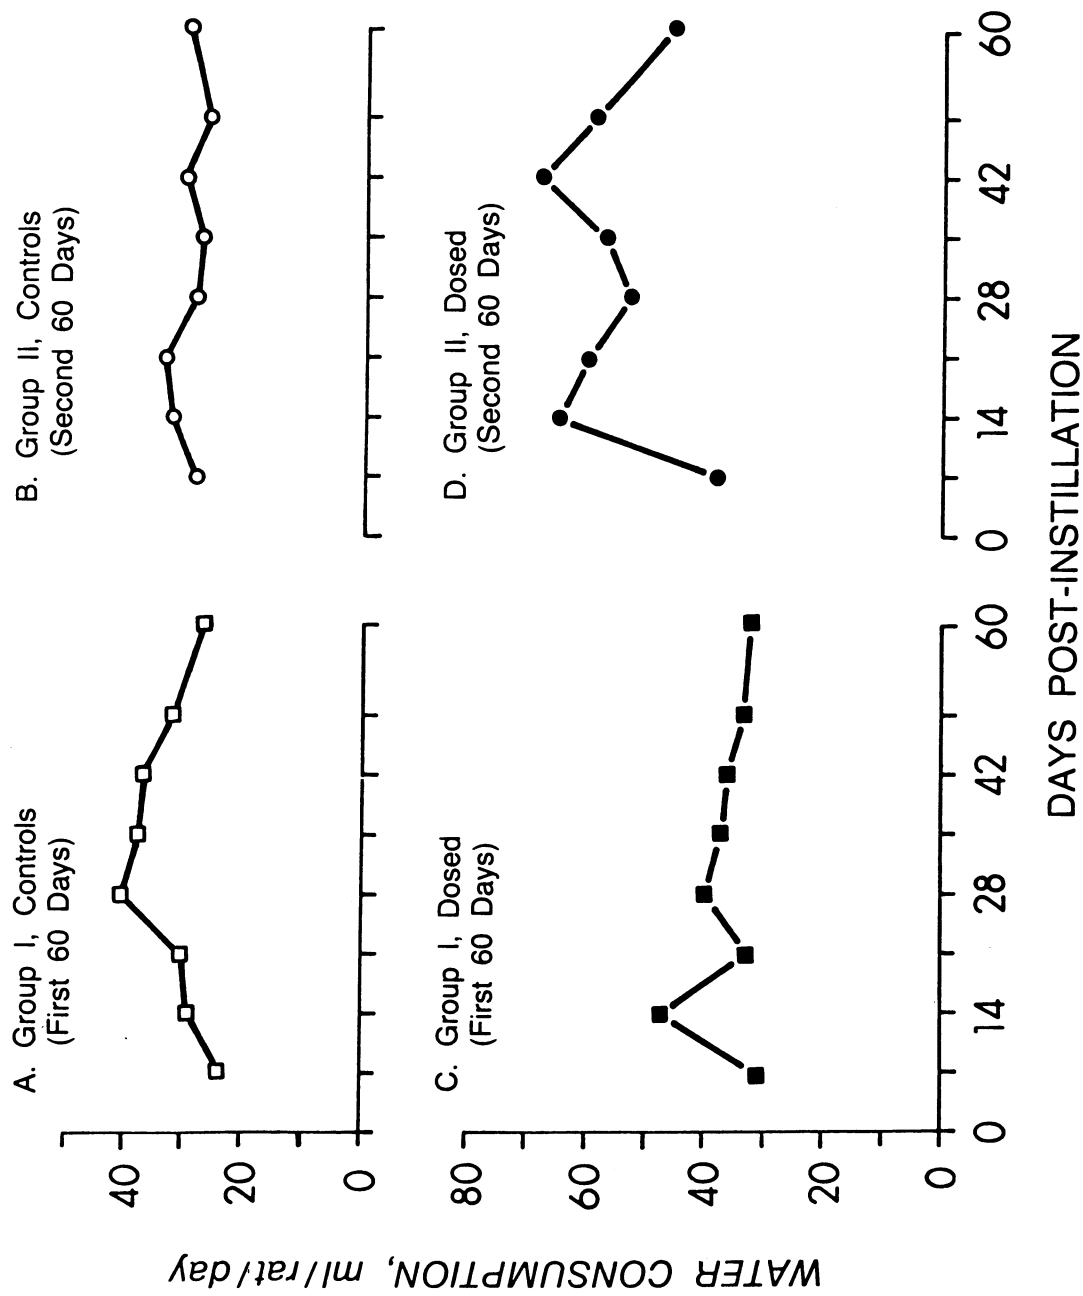 A. Group I, Controls
(First 60 Days)
B. Group II, Controls
(Second 60 Days)
40
20
0
C. Group I, Dosed
(First 60 Days)
D. Group II, Dosed
(Second 60 Days)
80
60
40
20
0
0 14 28 42 60
0 14 28 42 60
DAYS POST-INSTILLATION
WATER CONSUMPTION, ml/rat/day